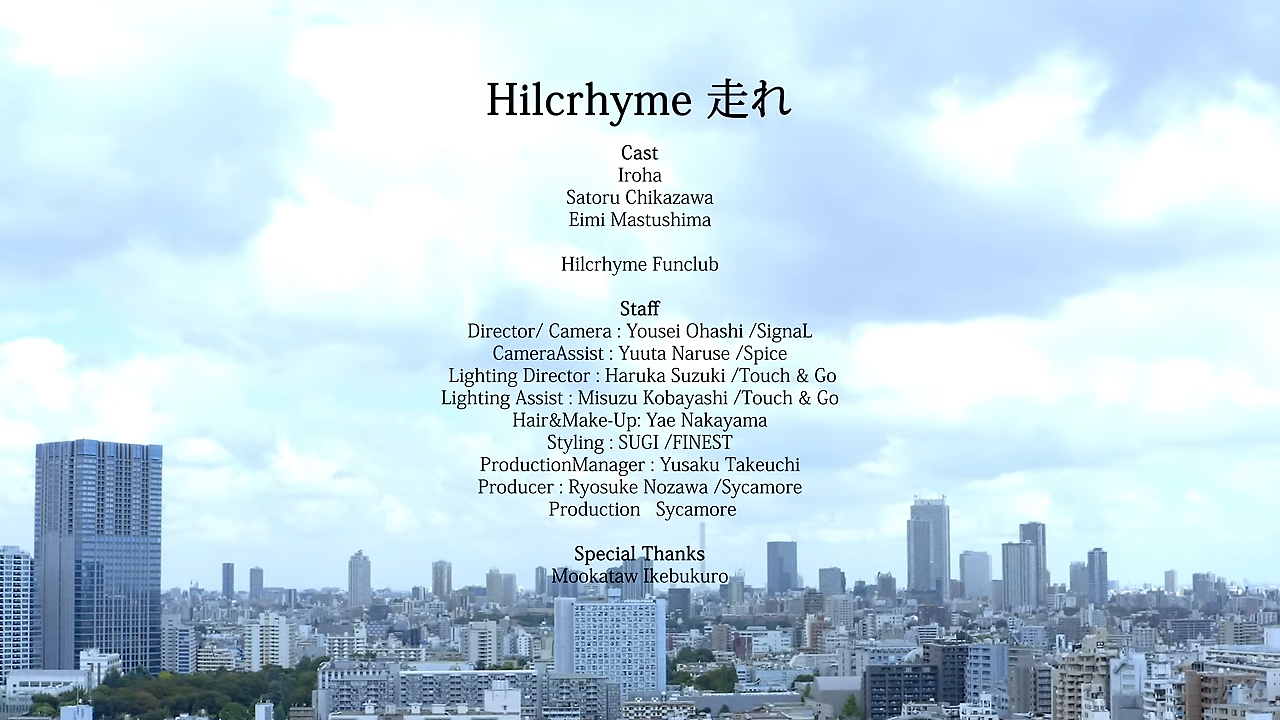 Hilcrhyme 走れ
Cast
Iroha
Satoru Chikazawa
Eimi Mastushima
Hilcrhyme Funclub
Staff
Director/ Camera : Yousei Ohashi /SignaL
CameraAssist : Yuuta Naruse /Spice
Lighting Director : Haruka Suzuki /Touch & Go
Lighting Assist : Misuzu Kobayashi /Touch & Go
Hair&Make-Up: Yae Nakayama
Styling : SUGI /FINEST
ProductionManager : Yusaku Takeuchi
Producer : Ryosuke Nozawa /Sycamore
Production   Sycamore
Special Thanks
Mookataw Ikebukuro